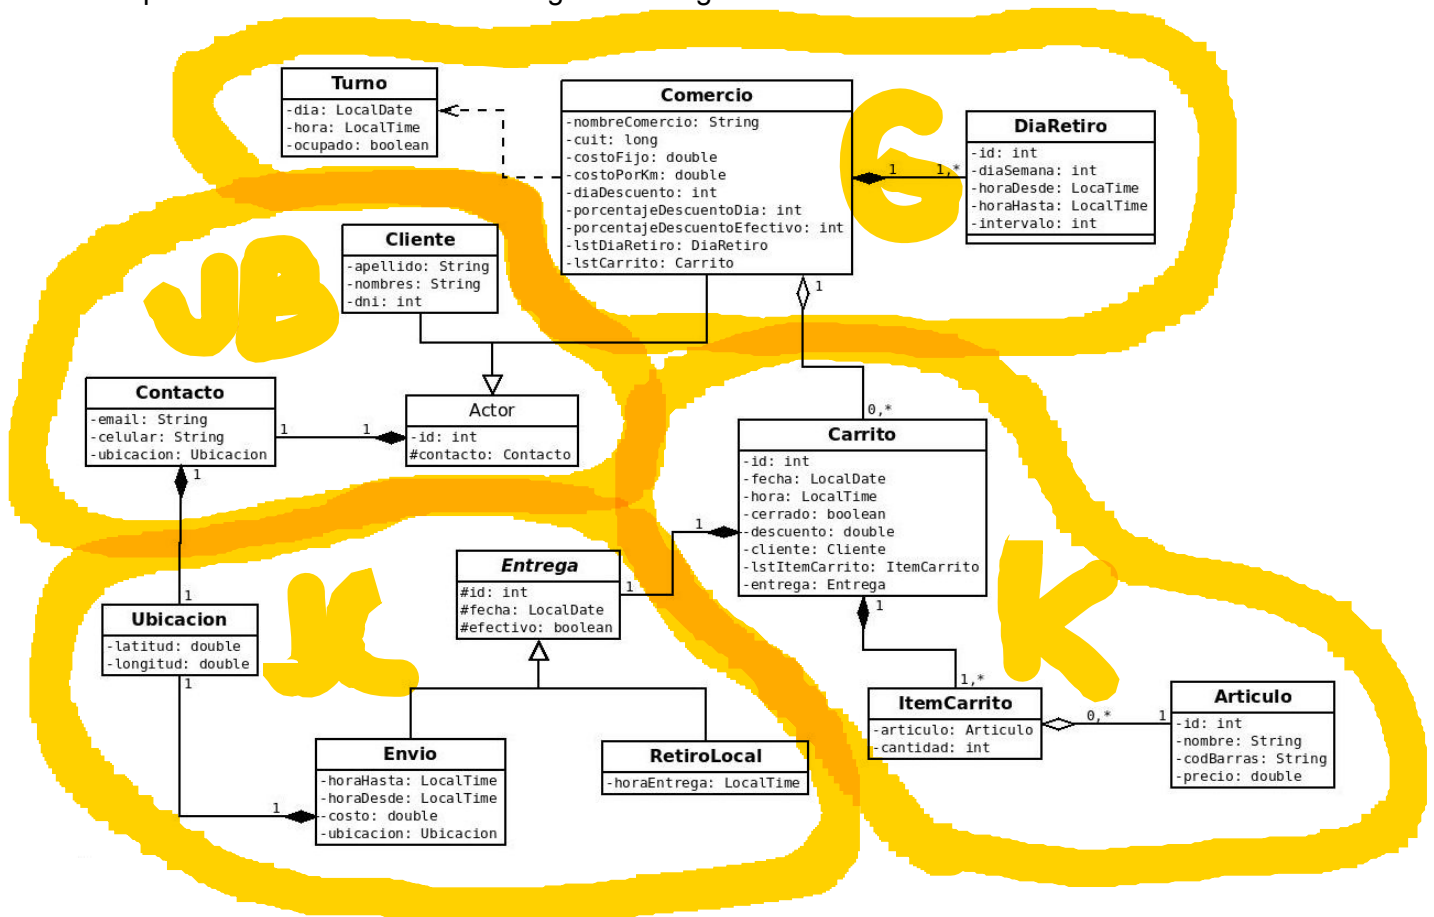 Turno
-dia: LocalDate
-hora: LocalTime
-ocupado: boolean
Comercio
-nombreComercio: String
-cuit: long
-costoFijo: double
-costoPorKm: double
-diaDescuento: int
-porcentajeDescuentoDia: int
-porcentajeDescuentoEfectivo: int
-lstDiaRetiro: DiaRetiro
-lstCarrito: Carrito
1
1,*
G
DiaRetiro
-id: int
-diaSemana: int
-horaDesde: LocaTime
-horaHasta: LocalTime
-intervalo: int
JB
Cliente
-apellido: String
-nombres: String
-dni: int
1
Contacto
-email: String
-celular: String
-ubicacion: Ubicacion
1
1
Actor
-id: int
#contacto: Contacto
1
0,*
Carrito
-id: int
-fecha: LocalDate
-hora: LocalTime
-cerrado: boolean
-descuento: double
-cliente: Cliente
-lstItemCarrito: ItemCarrito
-entrega: Entrega
1
1
K
Entrega
#id: int
#fecha: LocalDate
#efectivo: boolean
1
JC
1
Ubicacion
-latitud: double
-longitud: double
1
1,*
ItemCarrito
-articulo: Articulo
-cantidad: int
0,*
1
Articulo
-id: int
-nombre: String
-codBarras: String
-precio: double
Envio
-horaHasta: LocalTime
-horaDesde: LocalTime
-costo: double
-ubicacion: Ubicacion
1
RetiroLocal
-horaEntrega: LocalTime